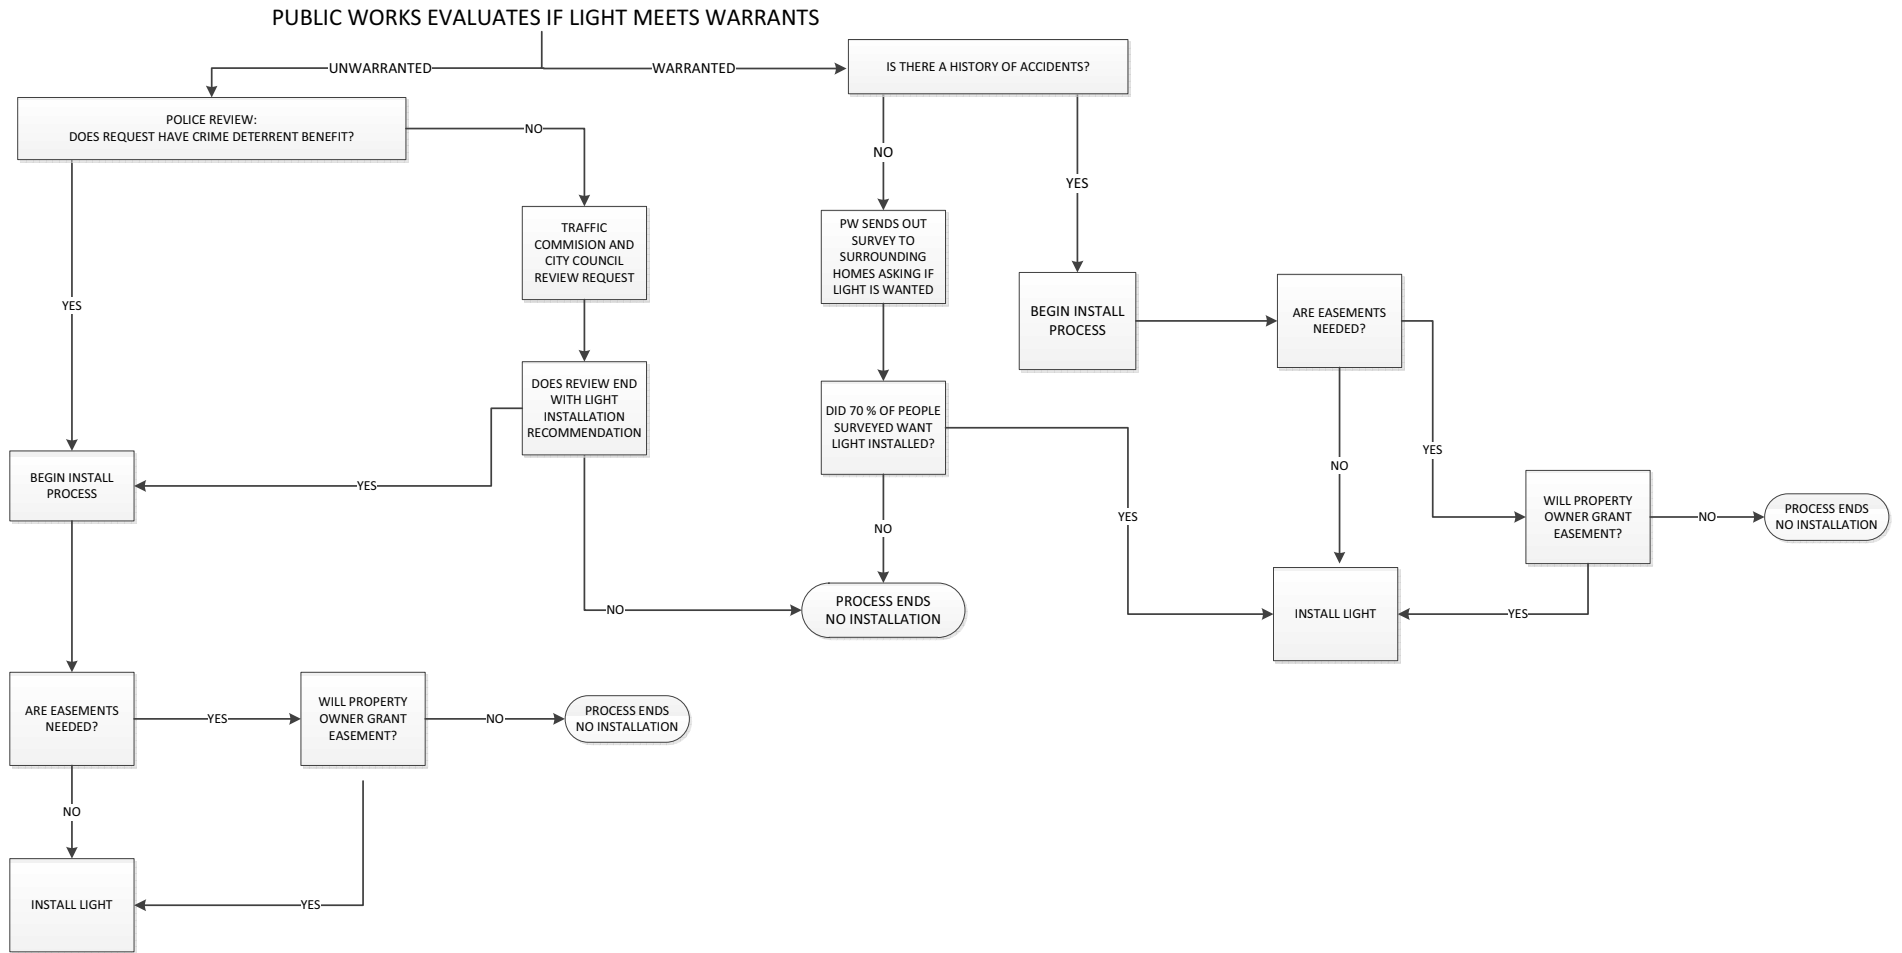 PUBLIC WORKS EVALUATES IF LIGHT MEETS WARRANTS
UNWARRANTED
WARRANTED
IS THERE A HISTORY OF ACCIDENTS?
POLICE REVIEW:
DOES REQUEST HAVE CRIME DETERRENT BENEFIT?
NO
NO
YES
TRAFFIC
COMMISION AND
CITY COUNCIL
REVIEW REQUEST
PW SENDS OUT
SURVEY TO
SURROUNDING
HOMES ASKING IF
LIGHT IS WANTED
YES
BEGIN INSTALL
PROCESS
ARE EASEMENTS
NEEDED?
DOES REVIEW END
WITH LIGHT
INSTALLATION
RECOMMENDATION
DID 70 % OF PEOPLE
SURVEYED WANT
LIGHT INSTALLED?
YES
NO
BEGIN INSTALL
PROCESS
YES
NO
YES
WILL PROPERTY
OWNER GRANT
EASEMENT?
NO
PROCESS ENDS
NO INSTALLATION
NO
PROCESS ENDS
NO INSTALLATION
INSTALL LIGHT
YES
ARE EASEMENTS
NEEDED?
YES
WILL PROPERTY
OWNER GRANT
EASEMENT?
NO
PROCESS ENDS
NO INSTALLATION
NO
INSTALL LIGHT
YES